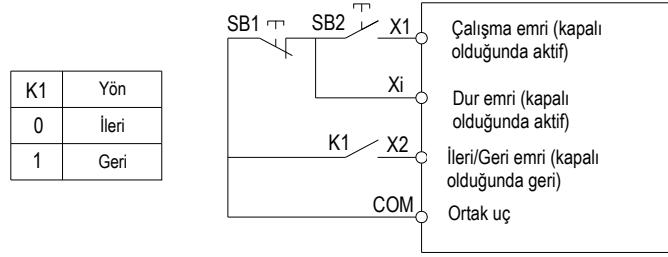 K1 Yön
0 İleri
1 Geri
SB1 SB2 X1
Çalışma emri (kapalı
olduğunda aktif)
Xi
Dur emri (kapalı
olduğunda aktif)
K1 X2
İleri/Geri emri (kapalı
olduğunda geri)
COM
Ortak uç